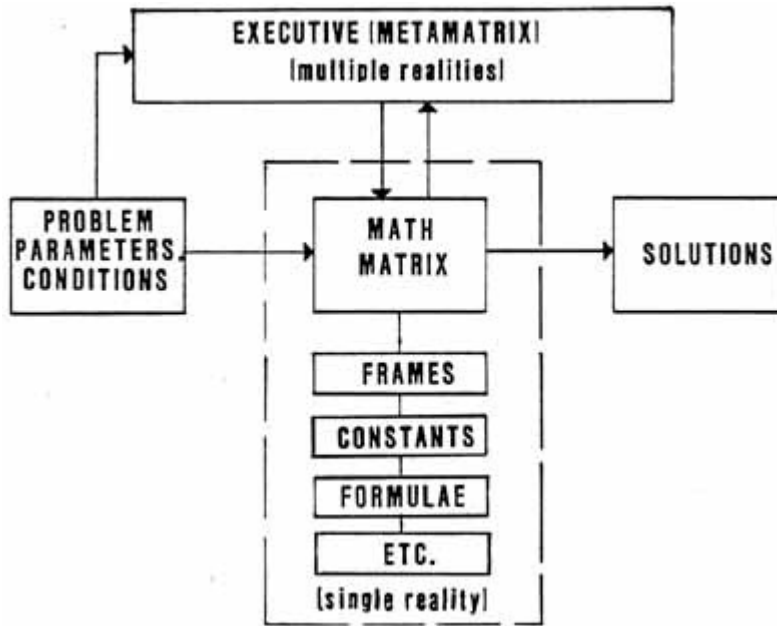 EXECUTIVE (METAMATRIX)
(multiple realities)
PROBLEM
PARAMETERS
CONDITIONS
MATH
MATRIX
SOLUTIONS
FRAMES
CONSTANTS
FORMULAE
ETC.
(single reality)